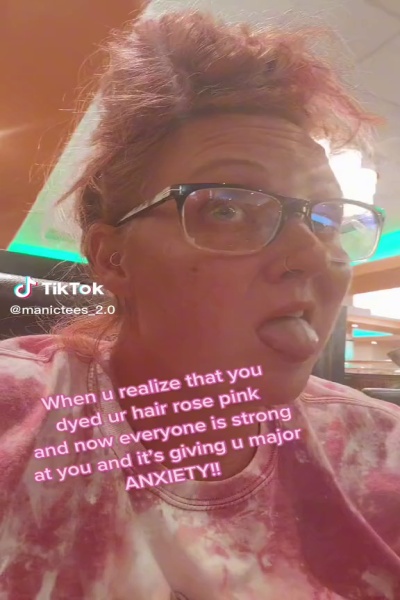 TikTok
@manictees_2.0
When u realize that you
dyed ur hair rose pink
and now everyone is strong
at you and it's giving u major
ANXIETY!!